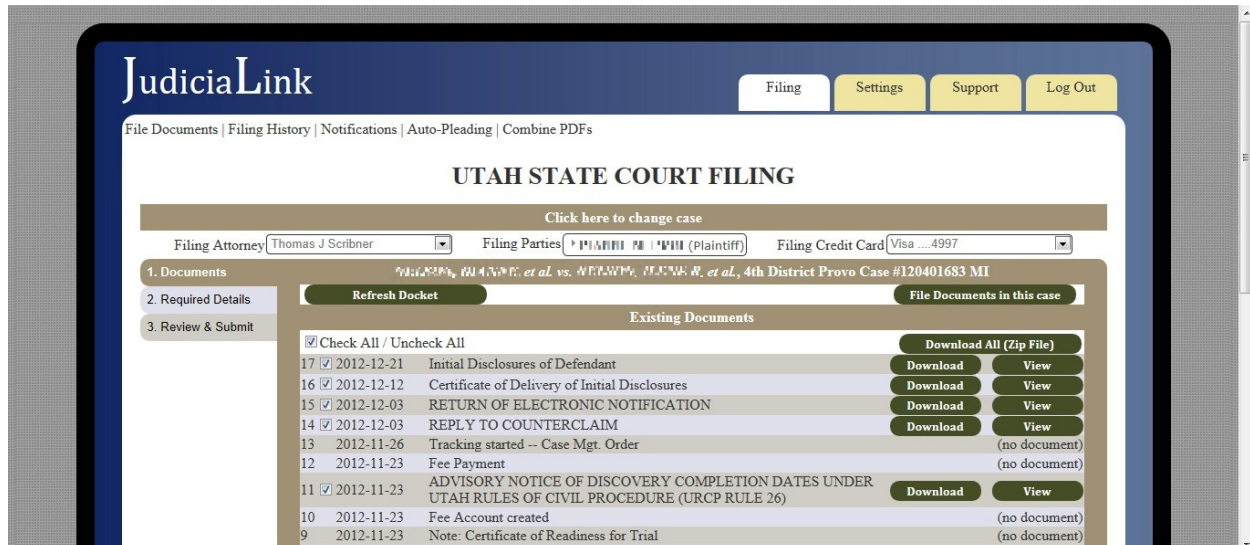 JudiciaLink
Filing Settings Support Log Out
File Documents | Filing History | Notifications | Auto-Pleading | Combine PDFs
UTAH STATE COURT FILING
Click here to change case
Filing Attorney Thomas J Scribner Filing Parties (Plaintiff) Filing Credit Card Visa ....4997
1. Documents
et al. vs. et al., 4th District Provo Case #120401683 MI
2. Required Details
Refresh Docket File Documents in this case
3. Review & Submit
Existing Documents
Check All / Uncheck All Download All (Zip File)
17 2012-12-21 Initial Disclosures of Defendant Download View
16 2012-12-12 Certificate of Delivery of Initial Disclosures Download View
15 2012-12-03 RETURN OF ELECTRONIC NOTIFICATION Download View
14 2012-12-03 REPLY TO COUNTERCLAIM Download View
13 2012-11-26 Tracking started -- Case Mgt. Order (no document)
12 2012-11-23 Fee Payment (no document)
11 2012-11-23 ADVISORY NOTICE OF DISCOVERY COMPLETION DATES UNDER
UTAH RULES OF CIVIL PROCEDURE (URCP RULE 26) Download View
10 2012-11-23 Fee Account created (no document)
9 2012-11-23 Note: Certificate of Readiness for Trial (no document)